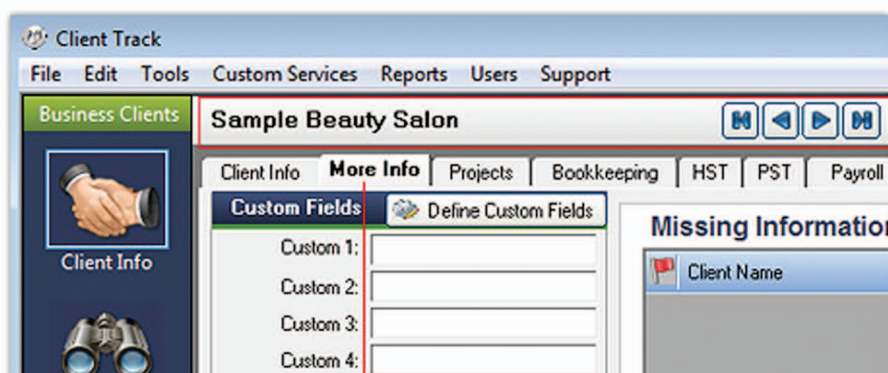 Client Track
File Edit Tools Custom Services Reports Users Support
Business Clients
Sample Beauty Salon
Client Info More Info Projects Bookkeeping HST PST Payroll
Custom Fields Define Custom Fields
Custom 1:
Custom 2:
Custom 3:
Custom 4:
Missing Information
Client Name
Client Info